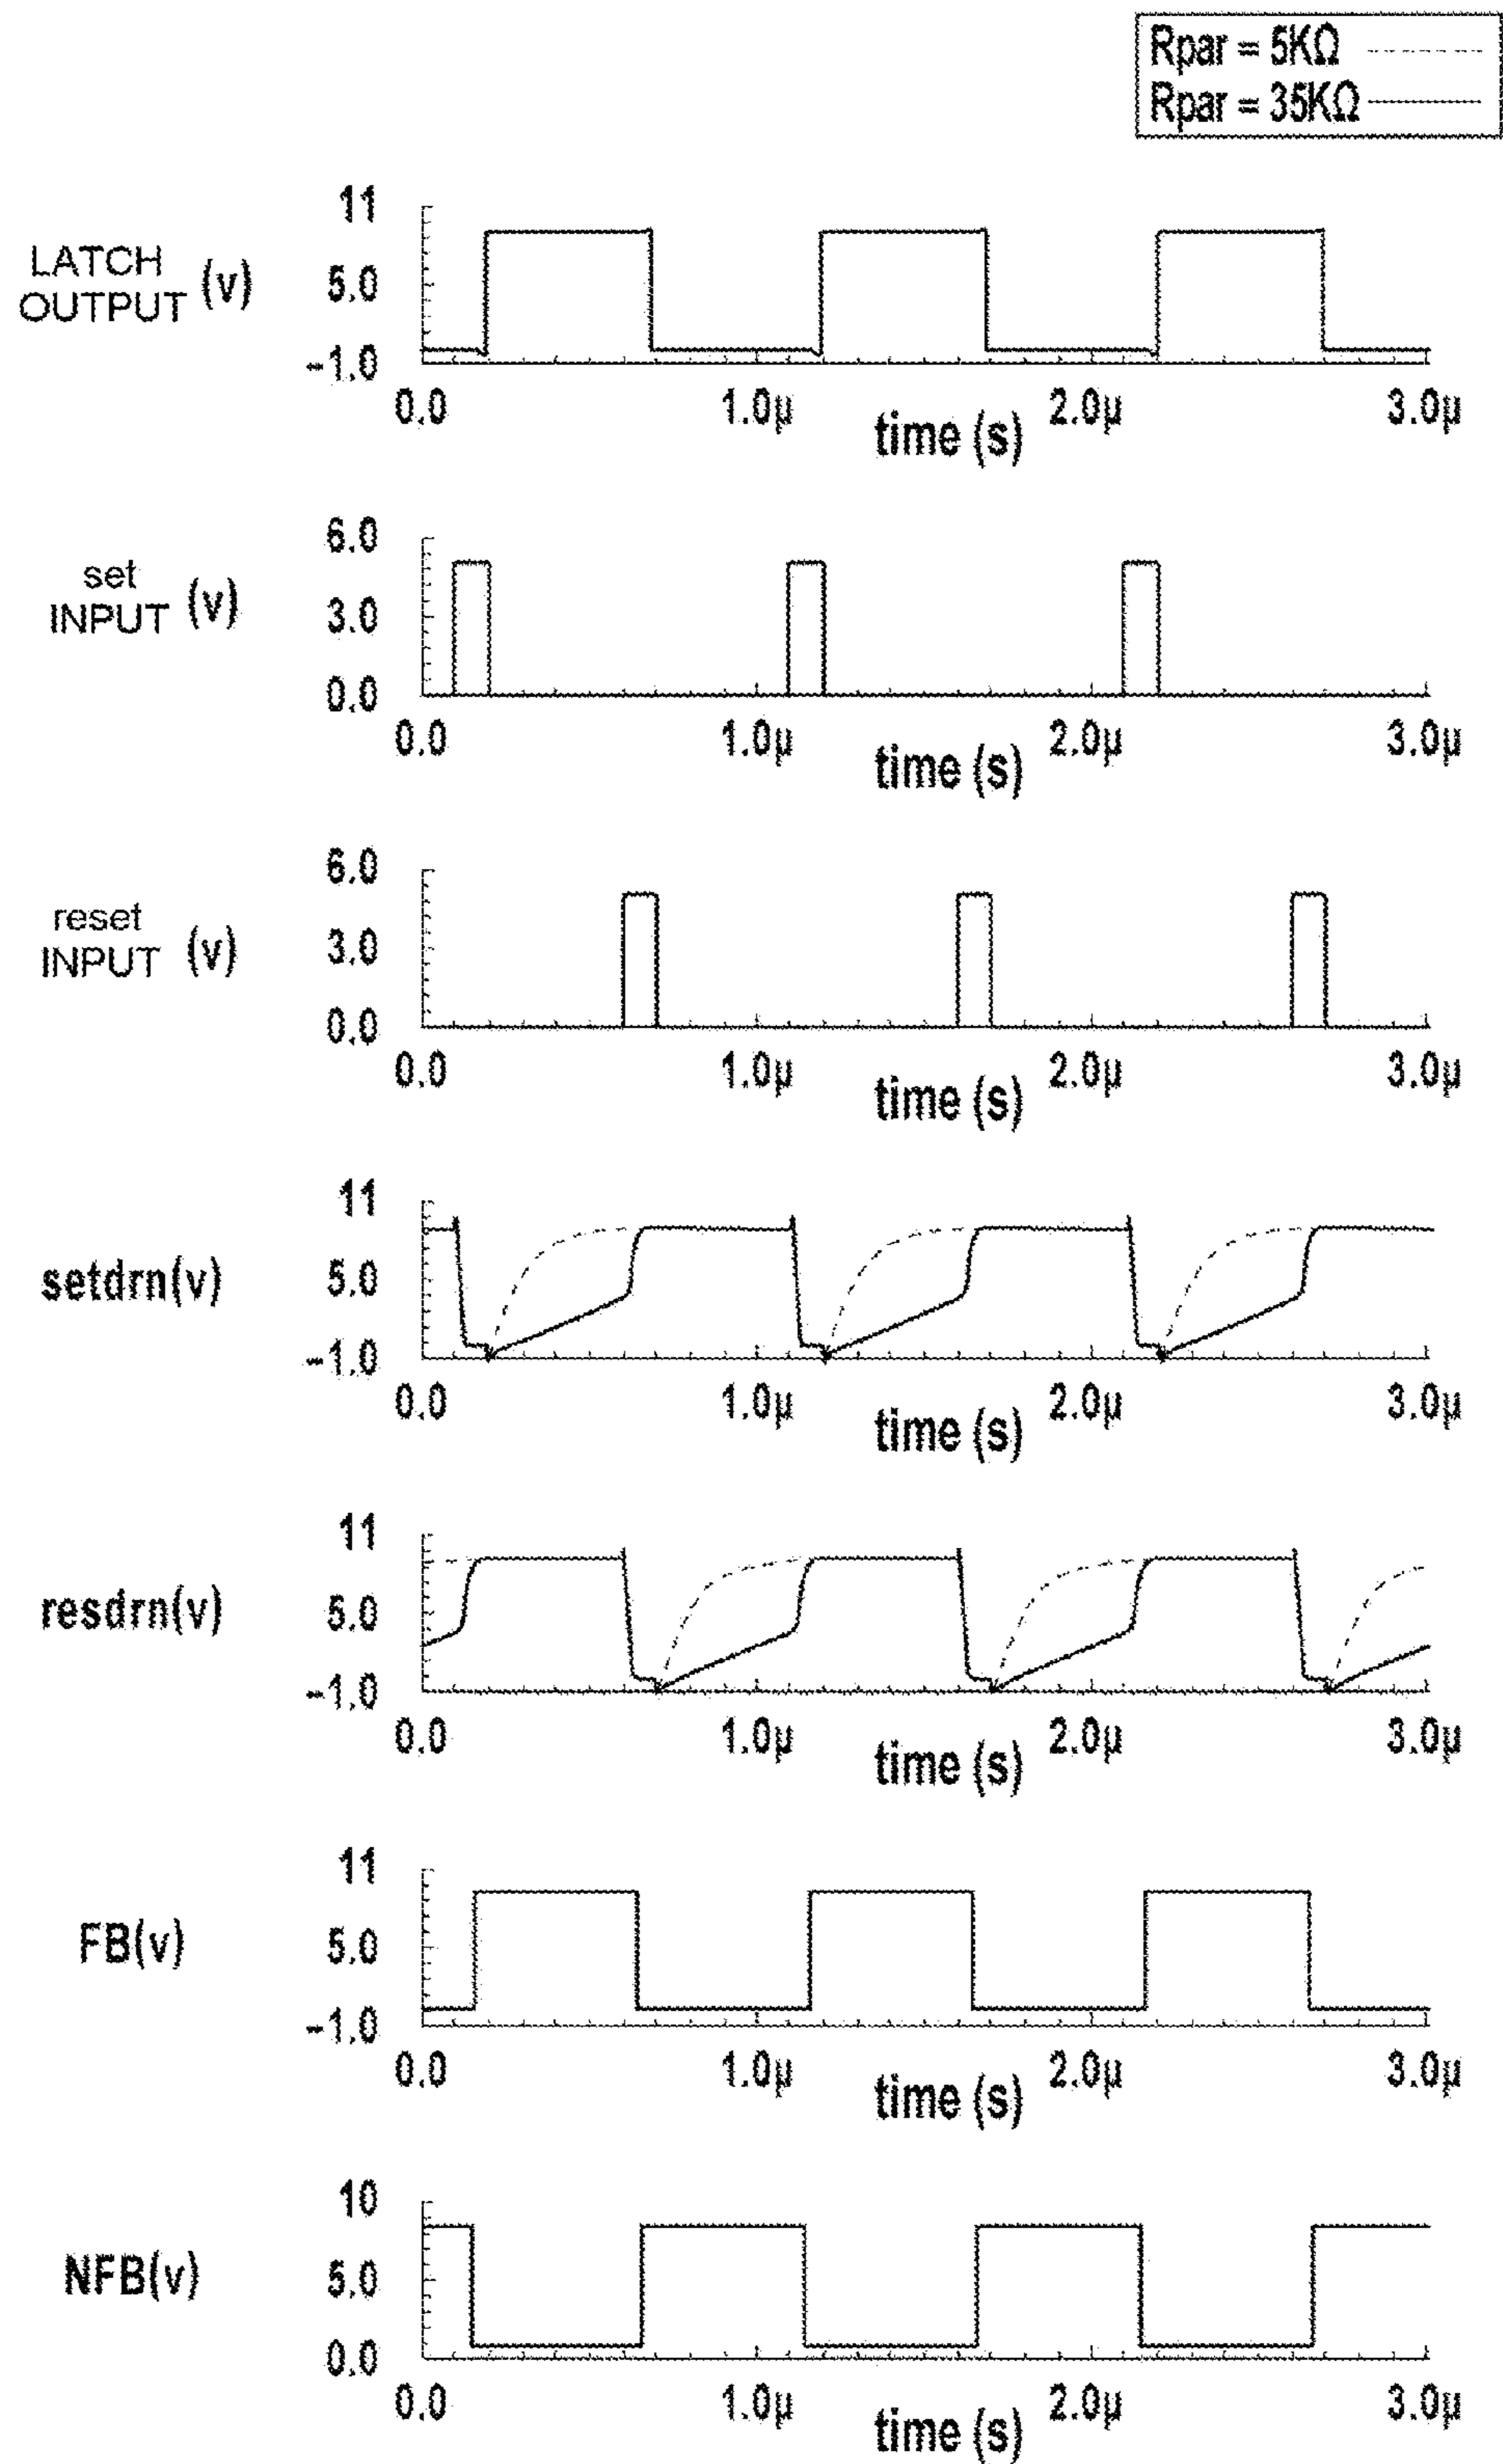 Rpar = 5KΩ
Rpar = 35KΩ
LATCH
OUTPUT (v)
11
5.0
-1.0
0.0 1.0µ 2.0µ 3.0µ
time (s)
set
INPUT (v)
6.0
3.0
0.0
0.0 1.0µ 2.0µ 3.0µ
time (s)
reset
INPUT (v)
6.0
3.0
0.0
0.0 1.0µ 2.0µ 3.0µ
time (s)
setdrn(v)
11
5.0
-1.0
0.0 1.0µ 2.0µ 3.0µ
time (s)
resdrn(v)
11
5.0
-1.0
0.0 1.0µ 2.0µ 3.0µ
time (s)
FB(v)
11
5.0
-1.0
0.0 1.0µ 2.0µ 3.0µ
time (s)
NFB(v)
10
5.0
0.0
0.0 1.0µ 2.0µ 3.0µ
time (s)